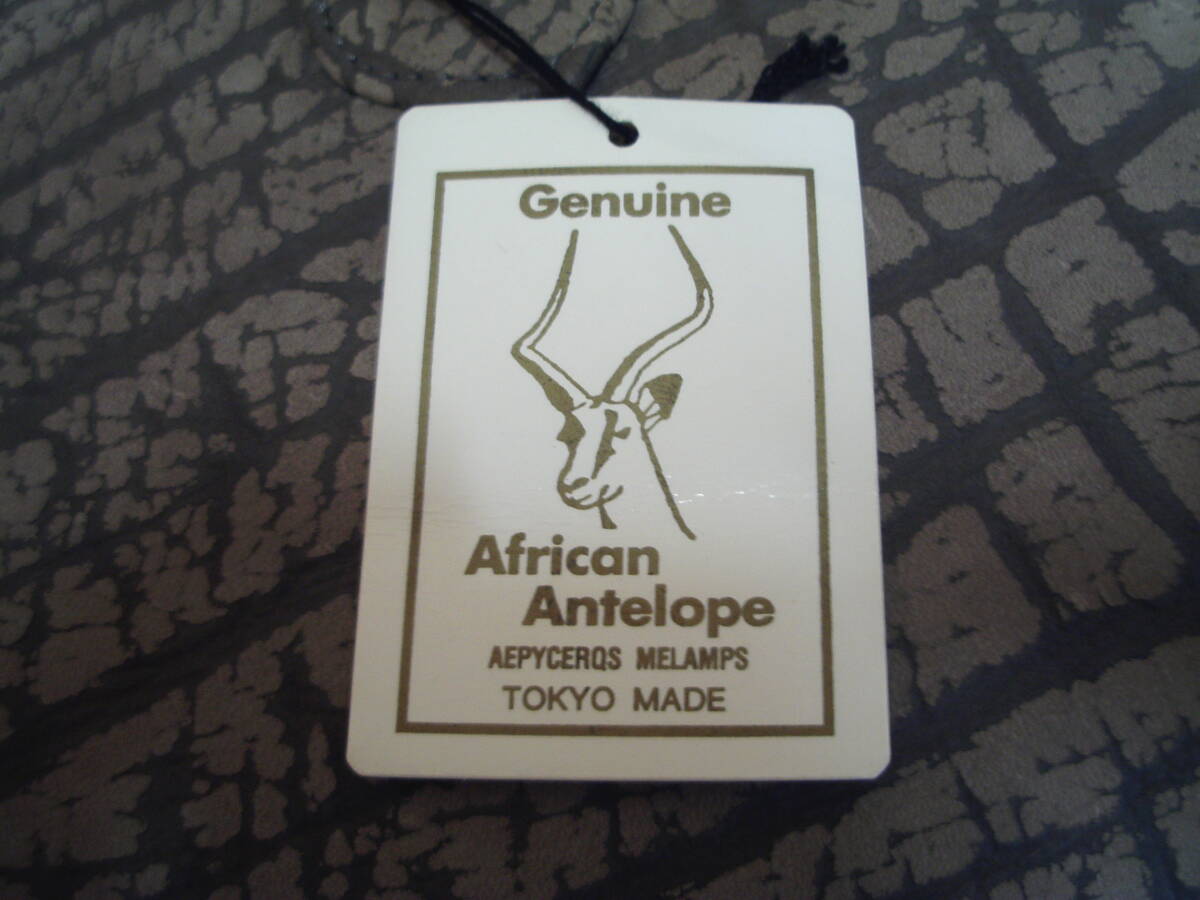 Genuine
African
Antelope
AEPYCERQS MELAMPS
TOKYO MADE